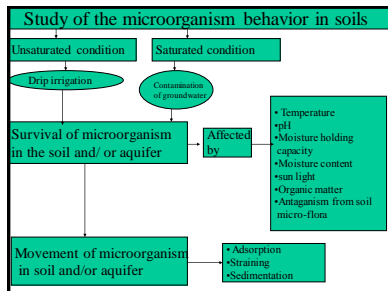 Study of the microorganism behavior in soils
Unsaturated condition
Saturated condition
Drip irrigation
Contamination
of groundwater
Survival of microorganism
in the soil and/ or aquifer
Affected
by
• Temperature
• pH
• Moisture holding
capacity
• Moisture content
• sun light
• Organic matter
• Antaganism from soil
micro-flora
Movement of microorganism
in soil and/or aquifer
• Adsorption
• Straining
• Sedimentation